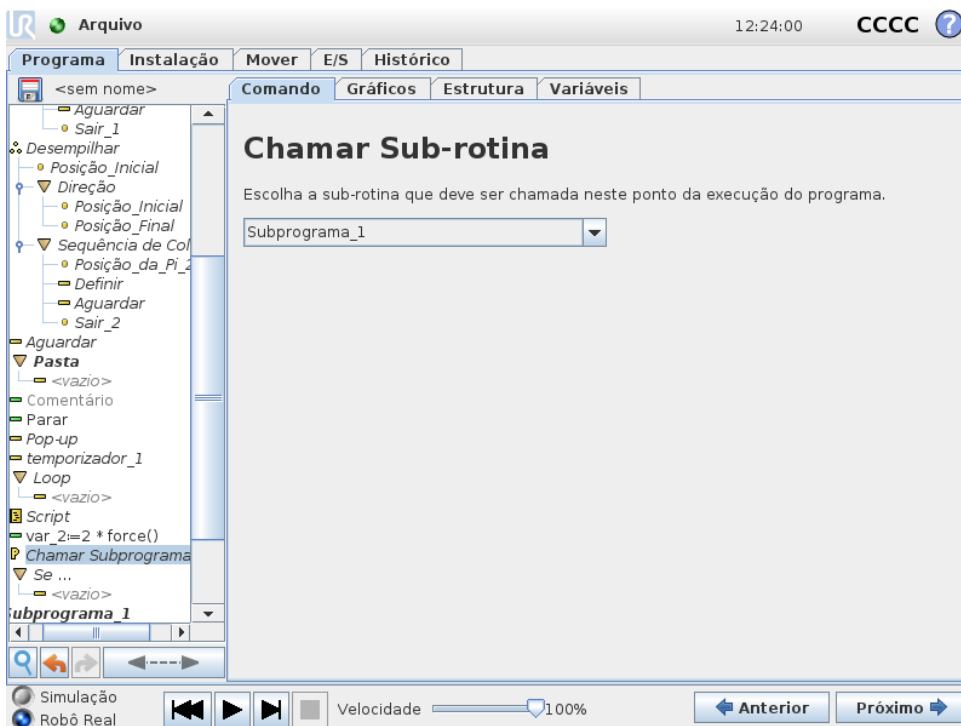 UR Arquivo 12:24:00 CCCC ?
Programa Instalação Mover E/S Histórico
<sem nome> Comando Gráficos Estrutura Variáveis
Aguardar
Sair_1
Desempilhar
Posição_Inicial
Direção
Posição_Inicial
Posição_Final
Sequência de Col
Posição_da_Pi_2
Definir
Aguardar
Sair_2
Aguardar
Pasta
<vazio>
Comentário
Parar
Pop-up
temporizador_1
Loop
<vazio>
Script
var_2:=2 * force()
Chamar Subprograma
Se ...
<vazio>
ubprograma_1
Chamar Sub-rotina
Escolha a sub-rotina que deve ser chamada neste ponto da execução do programa.
Subprograma_1
Simulação
Robô Real
Velocidade 100%
Anterior Próximo